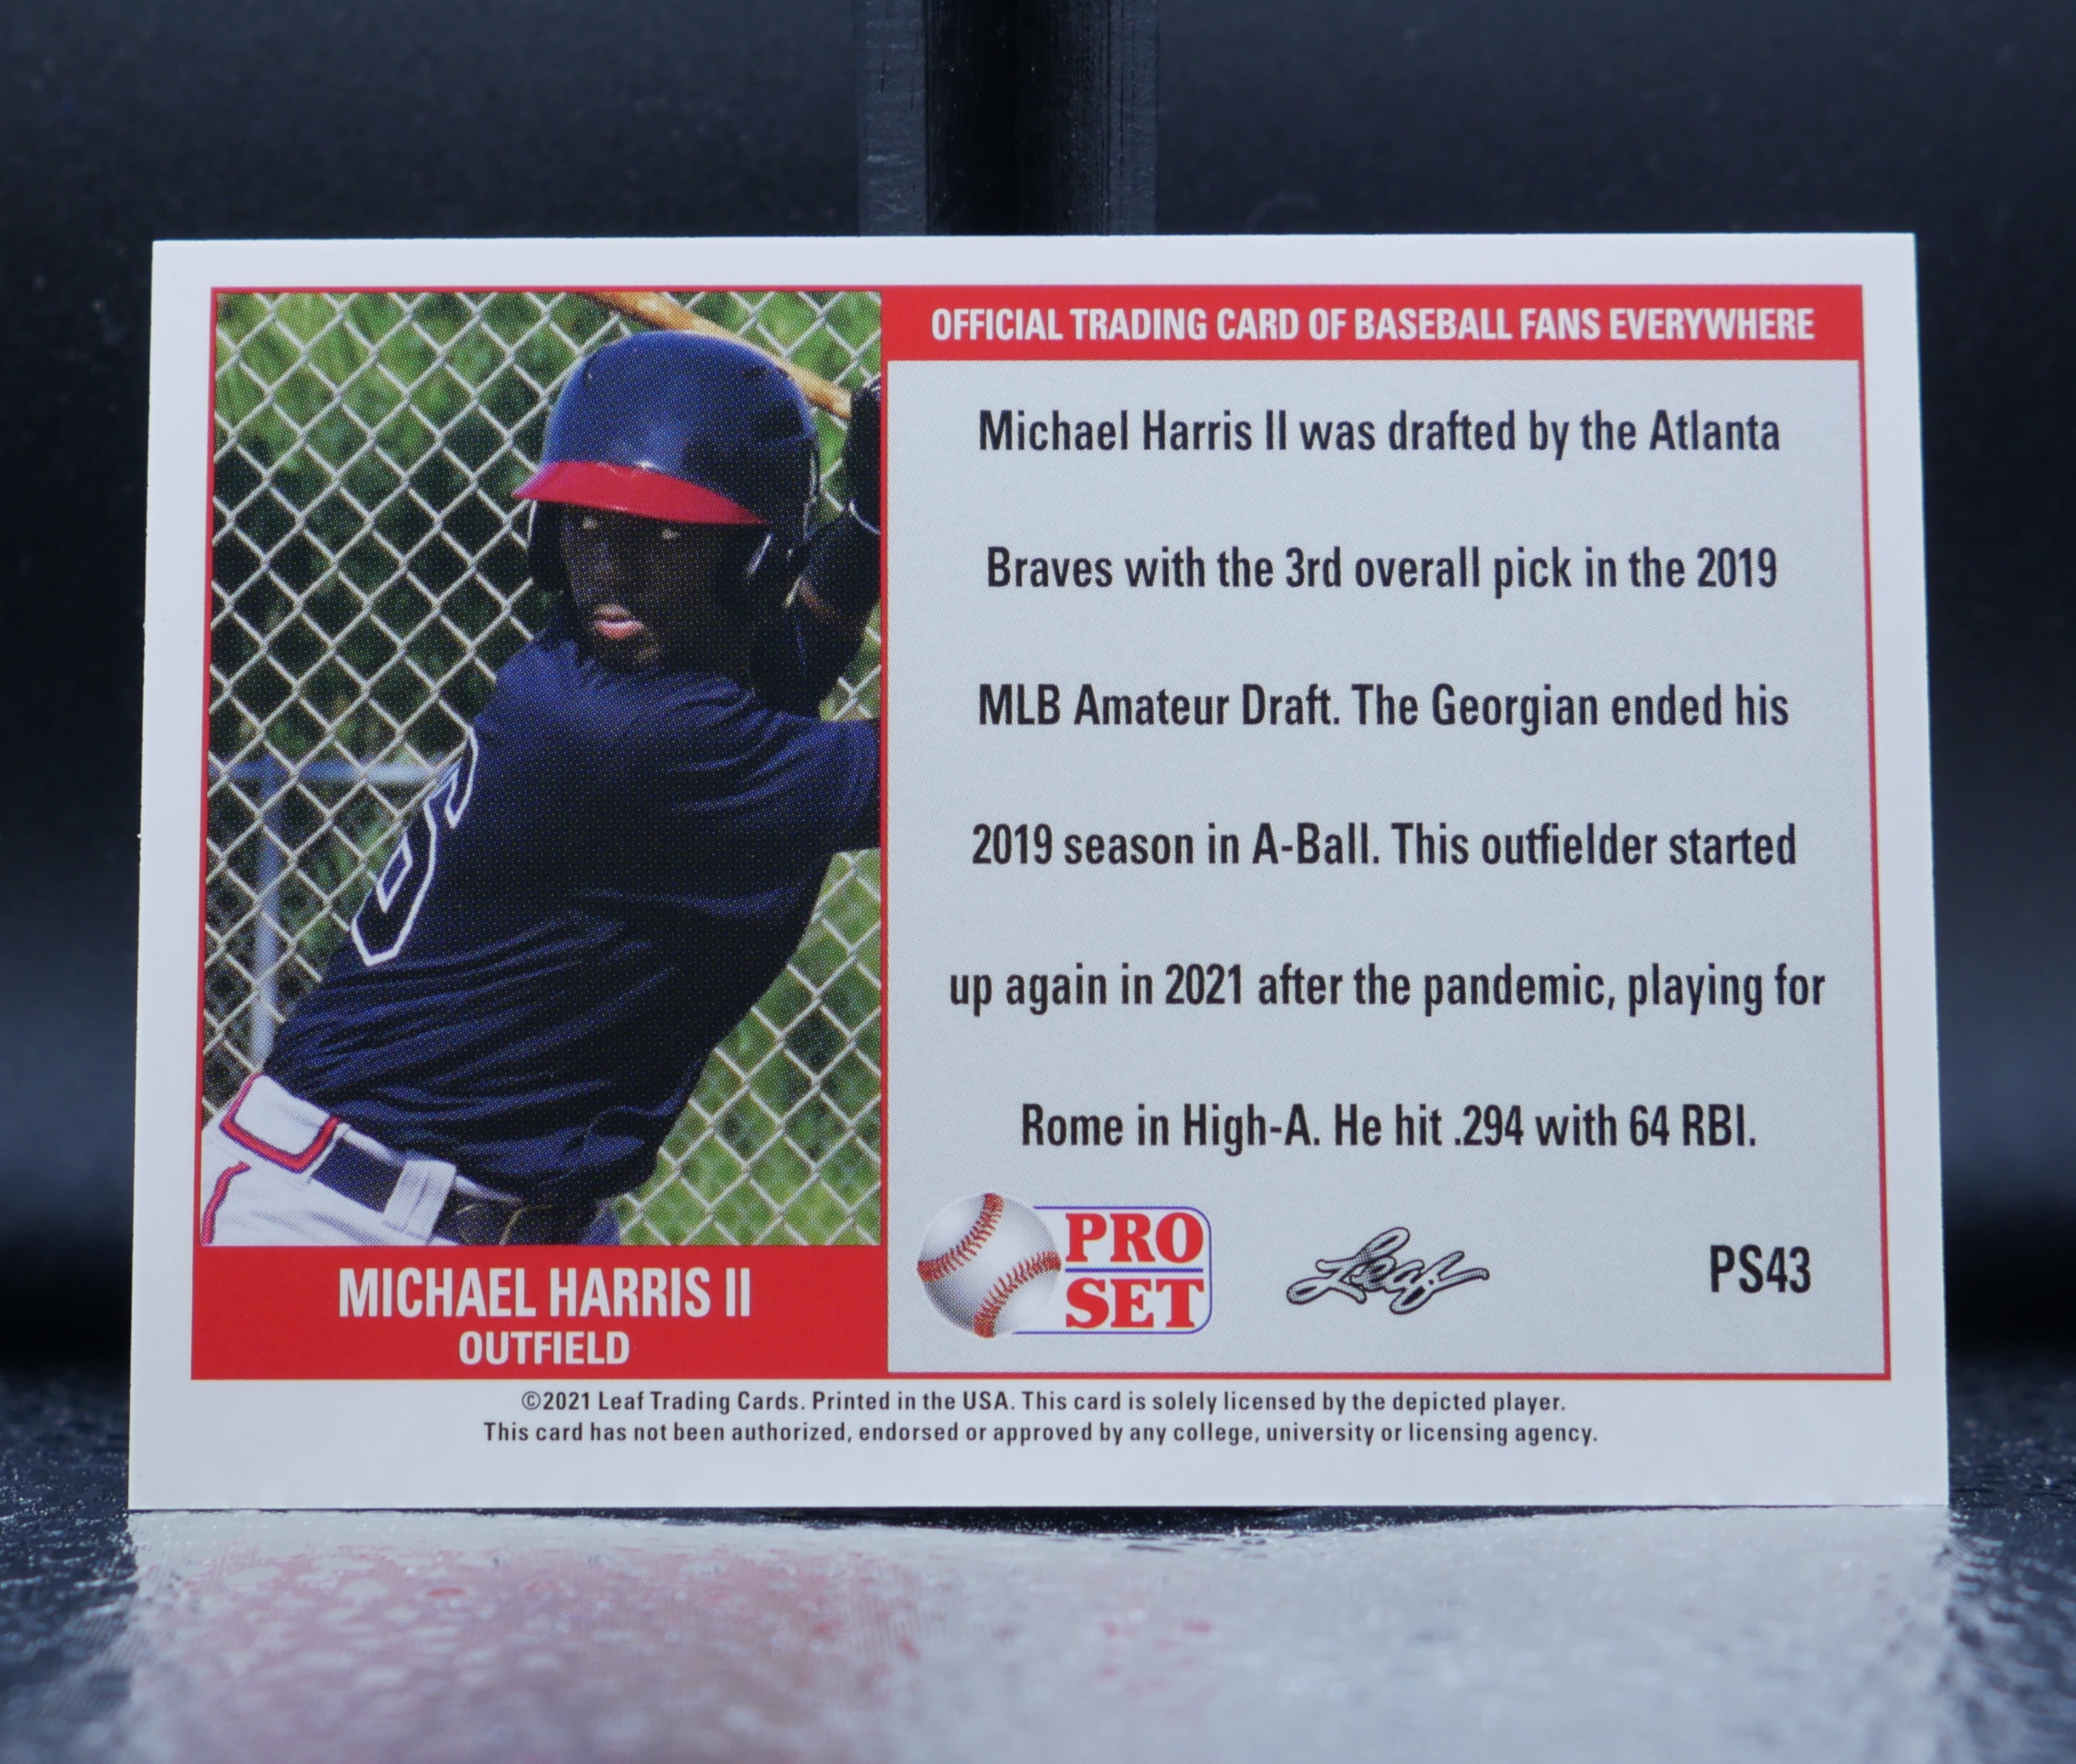 OFFICIAL TRADING CARD OF BASEBALL FANS EVERYWHERE
Michael Harris II was drafted by the Atlanta
Braves with the 3rd overall pick in the 2019
MLB Amateur Draft. The Georgian ended his
2019 season in A-Ball. This outfielder started
up again in 2021 after the pandemic, playing for
Rome in High-A. He hit .294 with 64 RBI.
PRO
SET
Leaf
PS43
MICHAEL HARRIS II
OUTFIELD
©2021 Leaf Trading Cards. Printed in the USA. This card is solely licensed by the depicted player.
This card has not been authorized, endorsed or approved by any college, university or licensing agency.